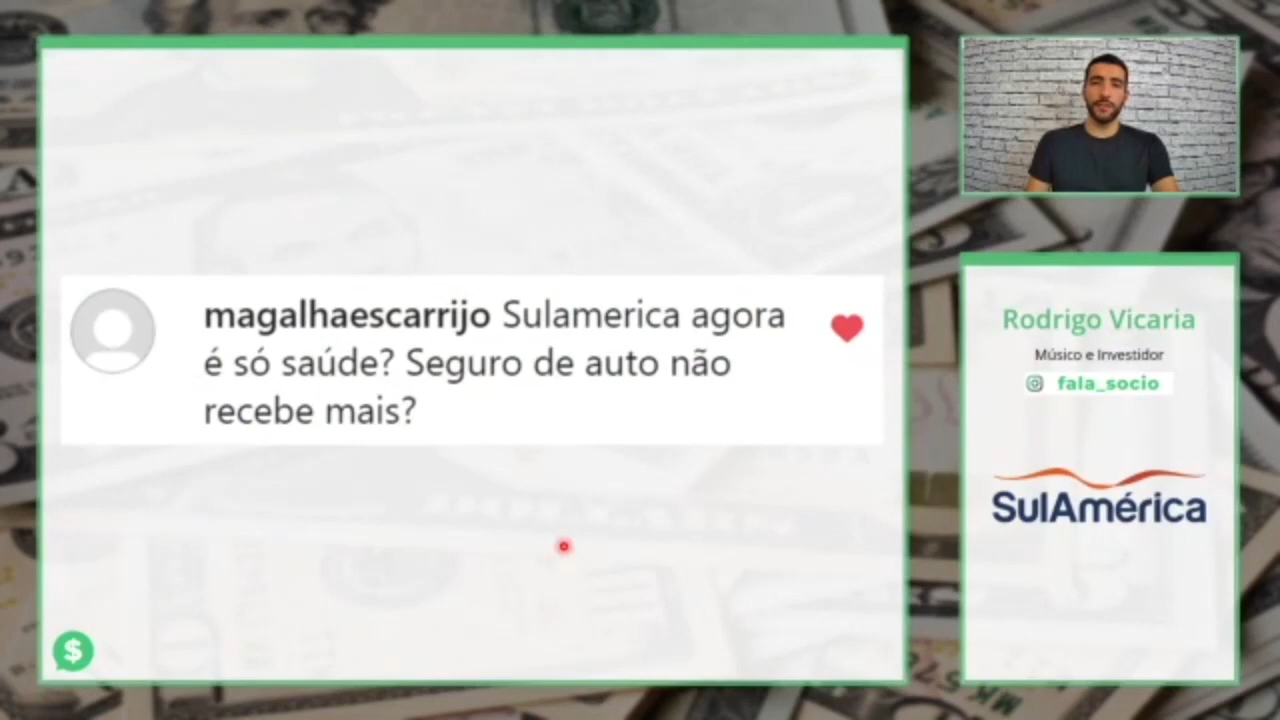 magalhaescarrijo Sulamerica agora
é só saúde? Seguro de auto não
recebe mais?
$
Rodrigo Vicaria
Músico e Investidor
fala_socio
SulAmérica